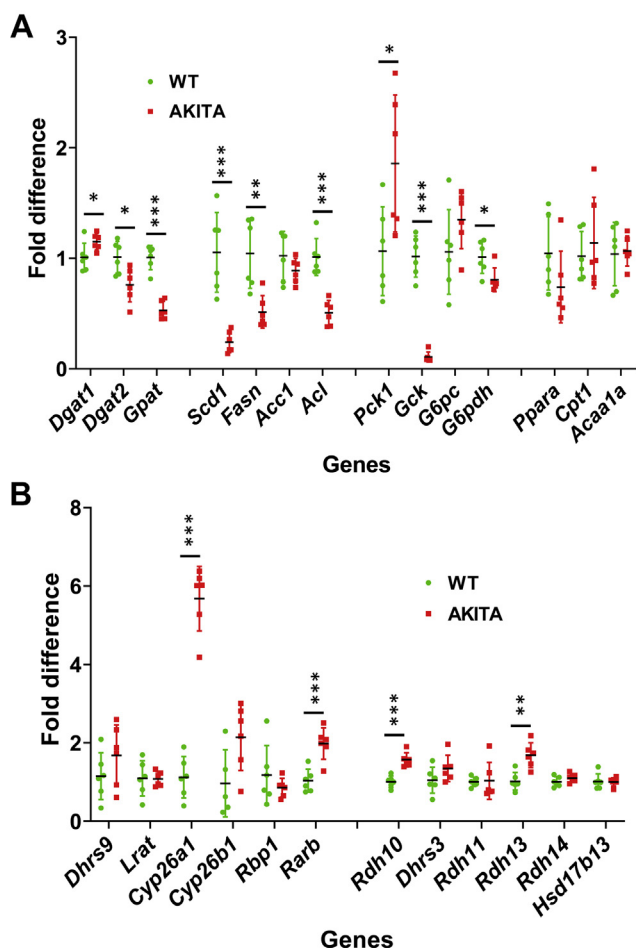 A
3
2
1
0
Fold difference
WT
AKITA
*
*
***
***
**
***
*
***
*
Dgat1
Dgat2
Gpat
Scd1
Fasn
Acc1
Acl
Pck1
Gck
G6pc
G6pdh
Ppara
Cpt1
Acaa1a
Genes
B
8
6
4
2
0
Fold difference
WT
AKITA
***
***
***
**
Dhrs9
Lrat
Cyp26a1
Cyp26b1
Rbp1
Rarb
Rdh10
Dhrs3
Rdh11
Rdh13
Rdh14
Hsd17b13
Genes